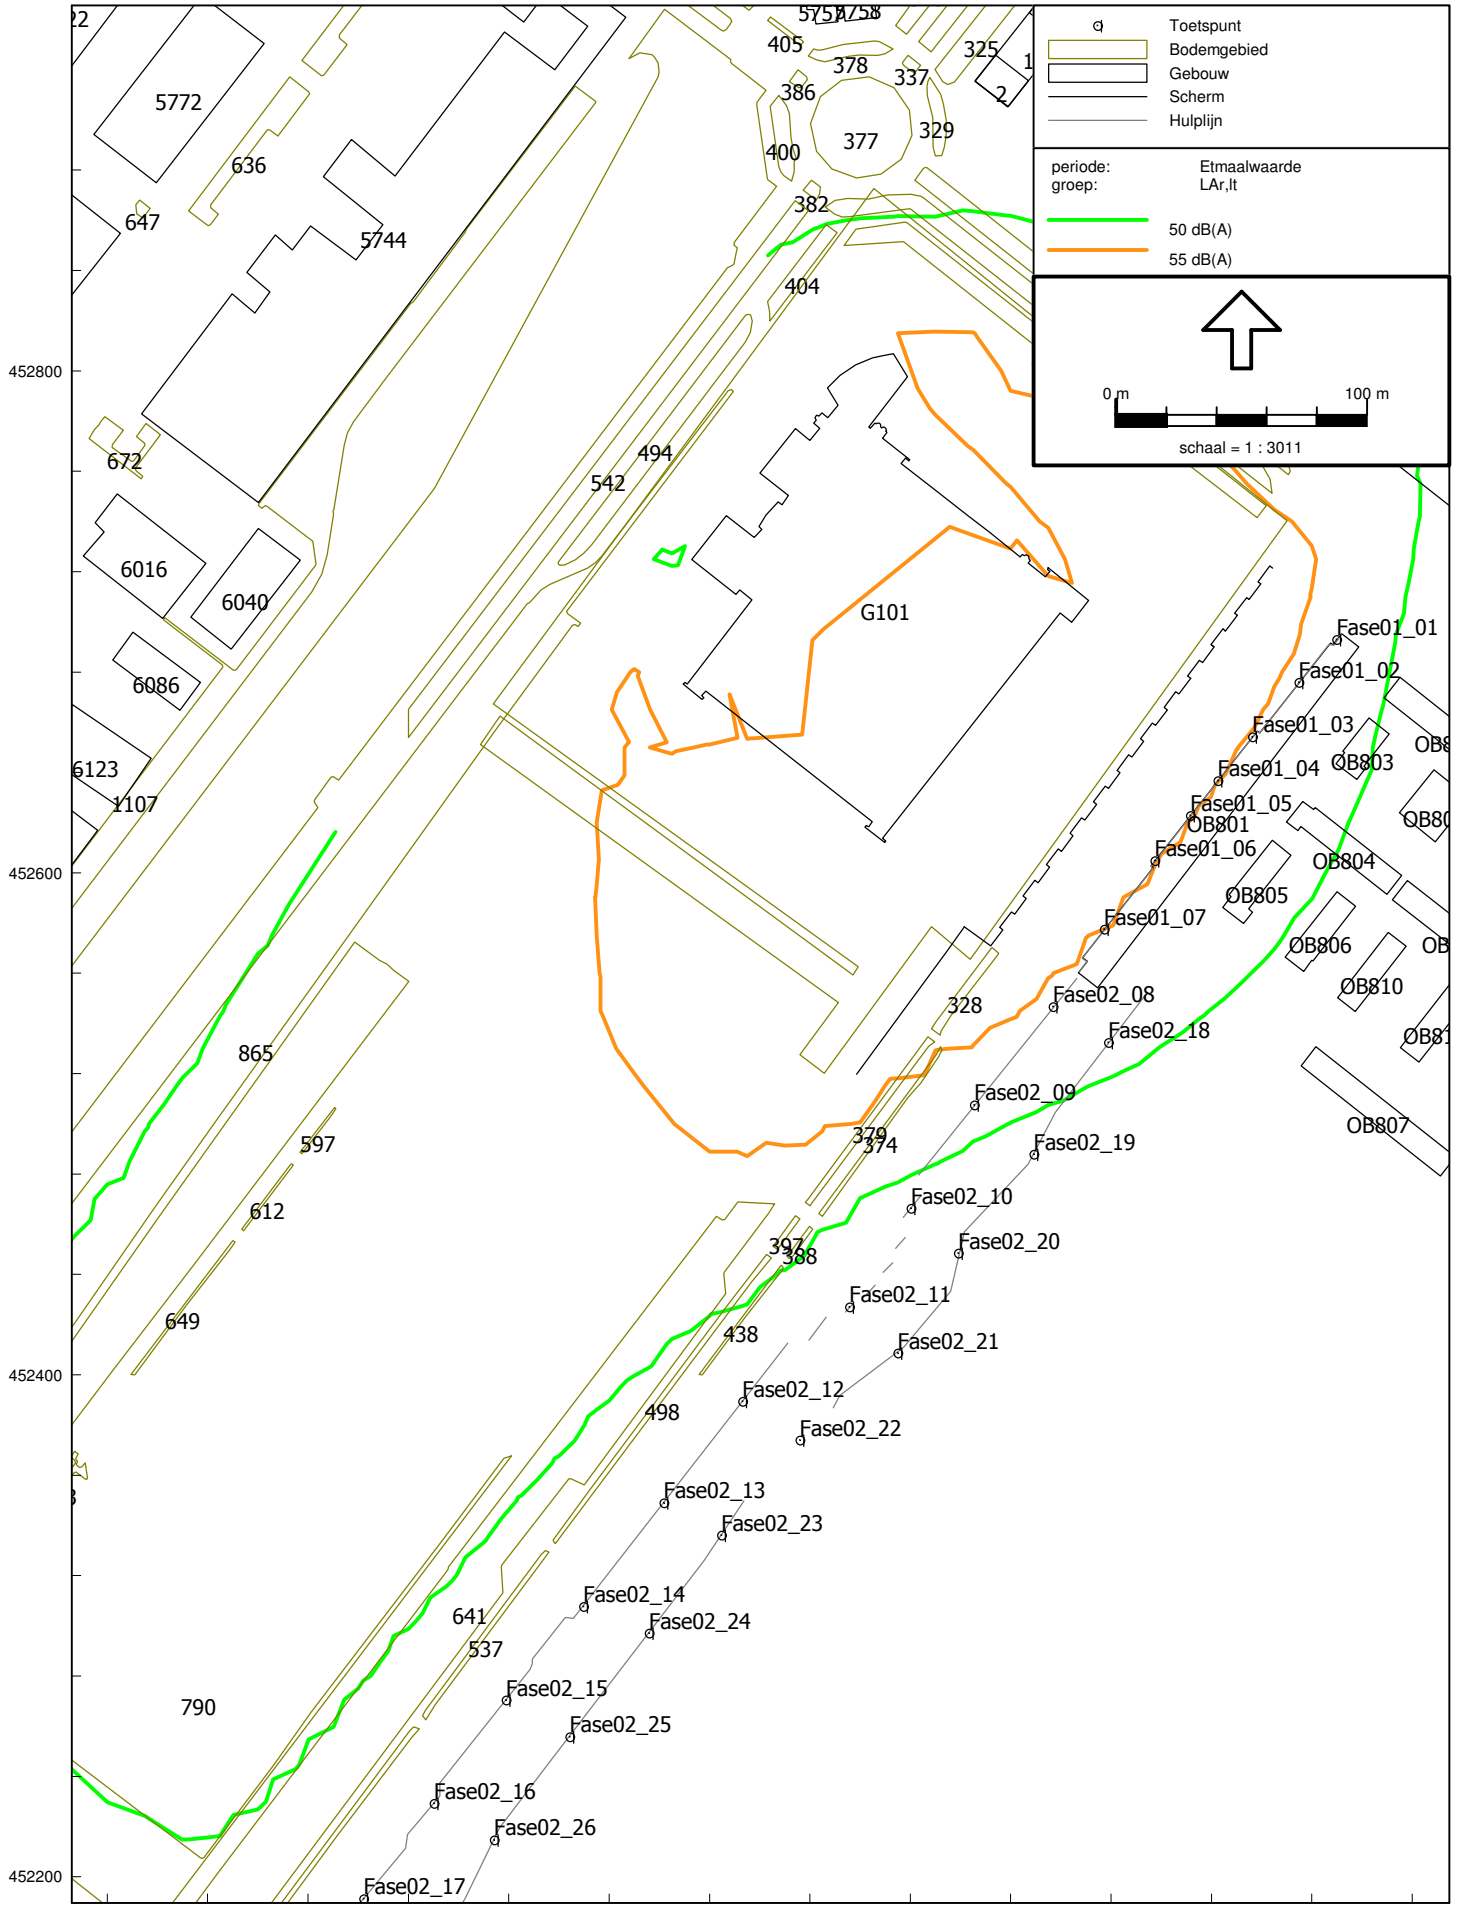 Toetspunt
Bodemgebied
Gebouw
Scherm
Hulplijn
periode: Etmaalwaarde
groep: LAr,lt
50 dB(A)
55 dB(A)
0 m 100 m
schaal = 1 : 3011
5758
405
378
325
386
337
2
5772
377
329
400
636
382
647
5744
404
452800
494
672
542
6016
6040
G101
Fase01_01
6086
Fase01_02
Fase01_03
OB803
6123
Fase01_04
1107
Fase01_05
OB801
Fase01_06
OB804
452600
OB805
Fase01_07
OB806
OB810
328
Fase02_08
Fase02_18
865
Fase02_09
OB807
379
597
374
Fase02_19
612
Fase02_10
397
388
Fase02_20
649
Fase02_11
438
Fase02_21
452400
Fase02_12
498
Fase02_22
Fase02_13
Fase02_23
Fase02_14
641
Fase02_24
537
Fase02_15
790
Fase02_25
Fase02_16
Fase02_26
452200
Fase02_17